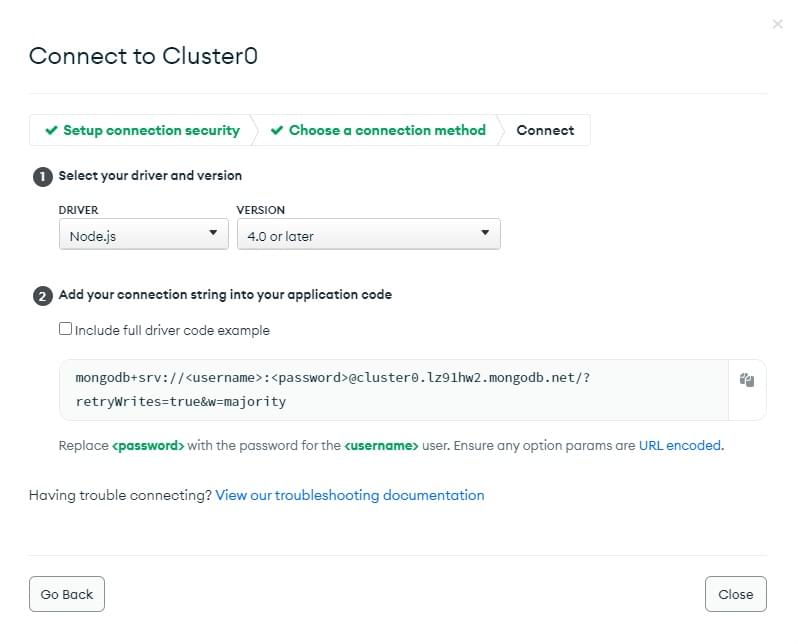 Connect to Cluster0
Setup connection security
Choose a connection method
Connect
1 Select your driver and version
DRIVER
VERSION
Node.js
4.0 or later
2 Add your connection string into your application code
Include full driver code example
mongodb+srv://<username>:<password>@cluster0.lz91hw2.mongodb.net/?
retryWrites=true&w=majority
Replace <password> with the password for the <username> user. Ensure any option params are URL encoded.
Having trouble connecting? View our troubleshooting documentation
Go Back
Close